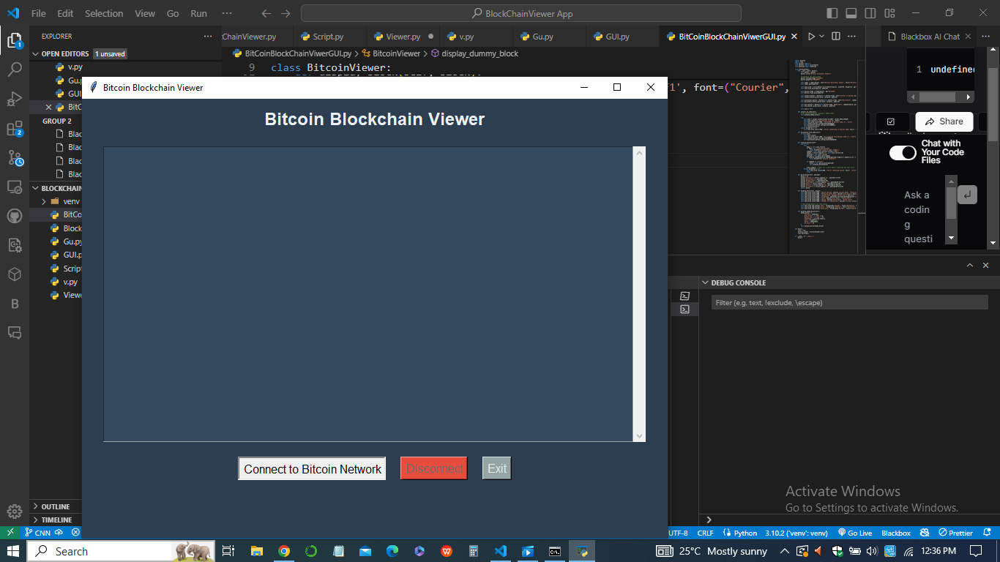 File Edit Selection View Go Run ··· BlockChainViewer App
EXPLORER ···
ChainViewer.py Script.py Viewer.py v.py Gu.py GUI.py BitCoinBlockChainViwerGUI.py Blackbox AI Chat
OPEN EDITORS 1 unsaved
BitCoinBlockChainViwerGUI.py > BitcoinViewer > display_dummy_block
v.py
9 class BitcoinViewer:
1 undefined
Gu.p
GUI
BitC
f1', font=("Courier",
GROUP 2
Share
Blac
Blac
Blac
Blac
Chat with
Your Code
Files
BLOCKCHAIN
venv
BitCo
Block
Gu.py
GUI.p
Script
v.py
Viewe
Ask a
codin
g
questi
Bitcoin Blockchain Viewer
Bitcoin Blockchain Viewer
Connect to Bitcoin Network Disconnect Exit
DEBUG CONSOLE
Filter (e.g. text, !exclude, \escape)
Activate Windows
Go to Settings to activate Windows.
OUTLINE
TIMELINE
CNN UTF-8 CRLF Python 3.10.2 ('venv': venv) Go Live Blackbox Prettier
Search 25°C Mostly sunny 12:36 PM